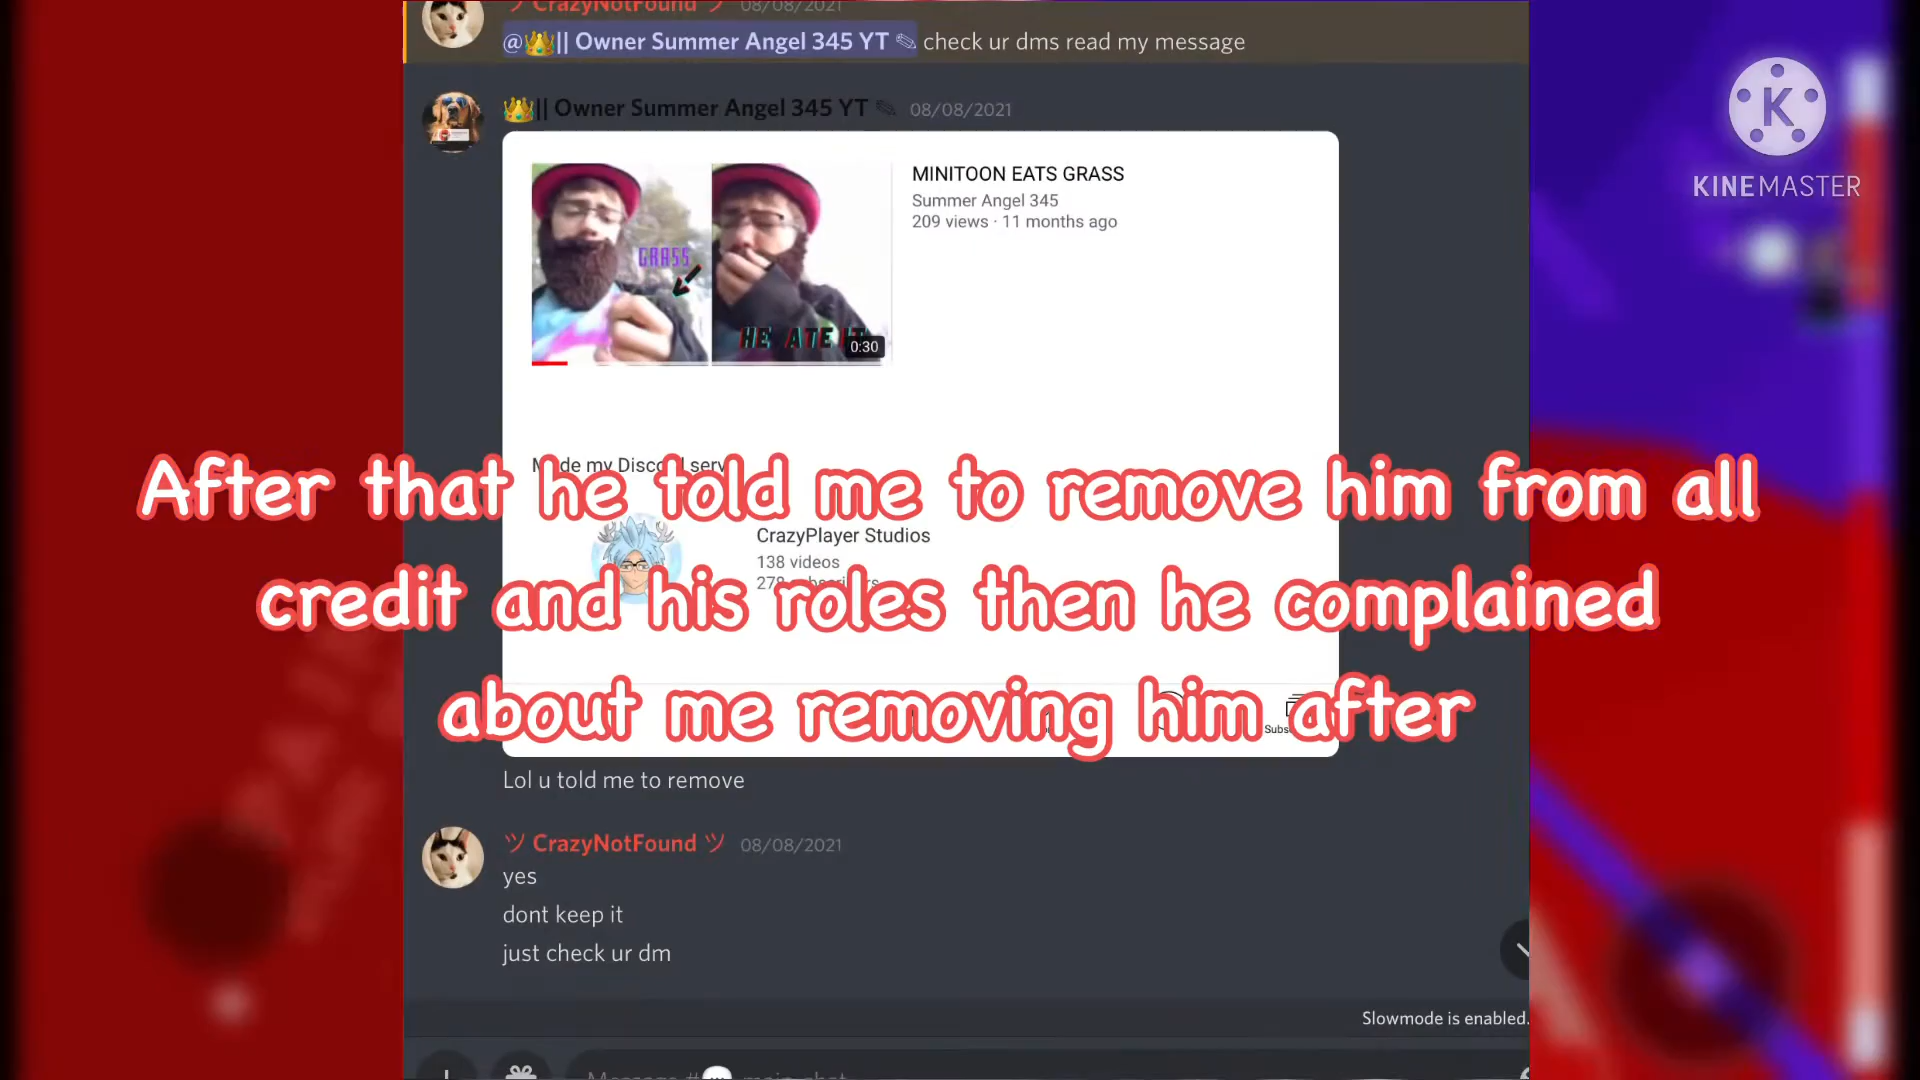 ツ CrazyNotFound ツ 08/08/2021
@👑|| Owner Summer Angel 345 YT ✏ check ur dms read my message
👑|| Owner Summer Angel 345 YT ✏ 08/08/2021
KINEMASTER
MINITOON EATS GRASS
Summer Angel 345
209 views · 11 months ago
GRASS
HE ATE IT
0:30
Made my Discord serv
After that he told me to remove him from all
CrazyPlayer Studios
138 videos
278 subscribers
credit and his roles then he complained
about me removing him after
Subs
Lol u told me to remove
ツ CrazyNotFound ツ 08/08/2021
yes
dont keep it
just check ur dm
Slowmode is enabled.
Message #💬 main-chat